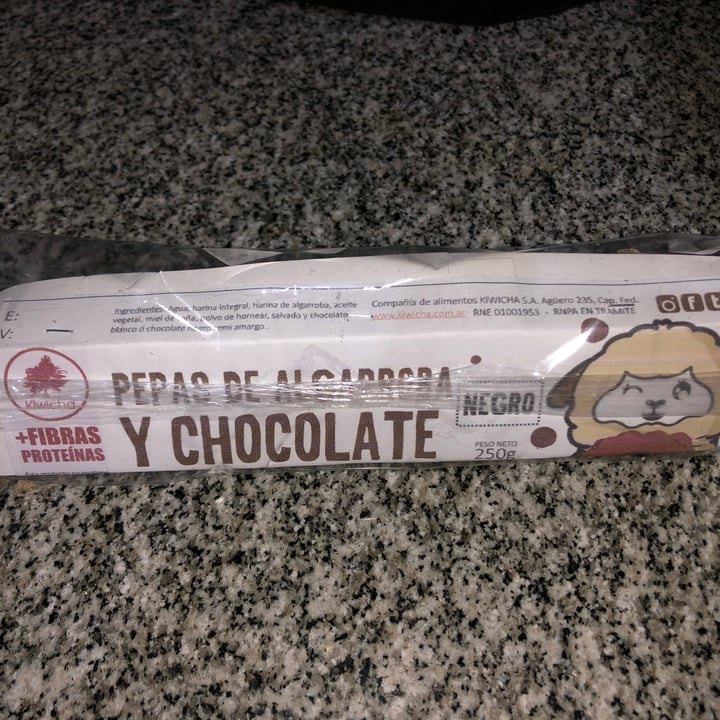 E:
V:
Ingredientes: Agua, harina integral, harina de algarroba, aceite
vegetal, miel de caña, polvo de hornear, salvado y chocolate
blanco ó chocolate negro semi amargo..
Compañia de alimentos KIWICHA S.A. Agüero 235, Cap. Fed.
www.kiwicha.com.ar RNE 01001953 - RNPA EN TRAMITE
Kiwicha
+FIBRAS
PROTEÍNAS
PEPAS DE ALGARROBA
Y CHOCOLATE
NEGRO
PESO NETO
250g